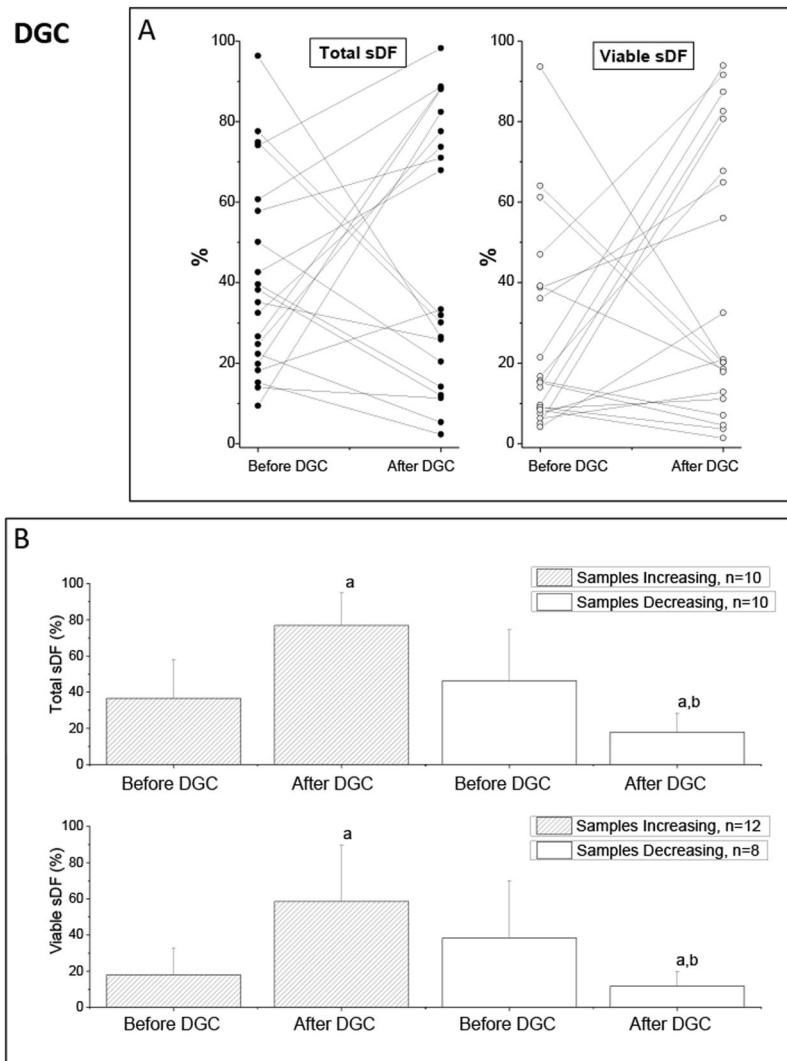 DGC
A
Total sDF
Viable sDF
100
80
60
40
20
0
%
Before DGC After DGC
100
80
60
40
20
0
%
Before DGC After DGC
B
Samples Increasing, n=10
Samples Decreasing, n=10
Total sDF (%)
100
80
60
40
20
0
a
a,b
Before DGC After DGC Before DGC After DGC
Samples Increasing, n=12
Samples Decreasing, n=8
Viable sDF (%)
100
80
60
40
20
0
a
a,b
Before DGC After DGC Before DGC After DGC